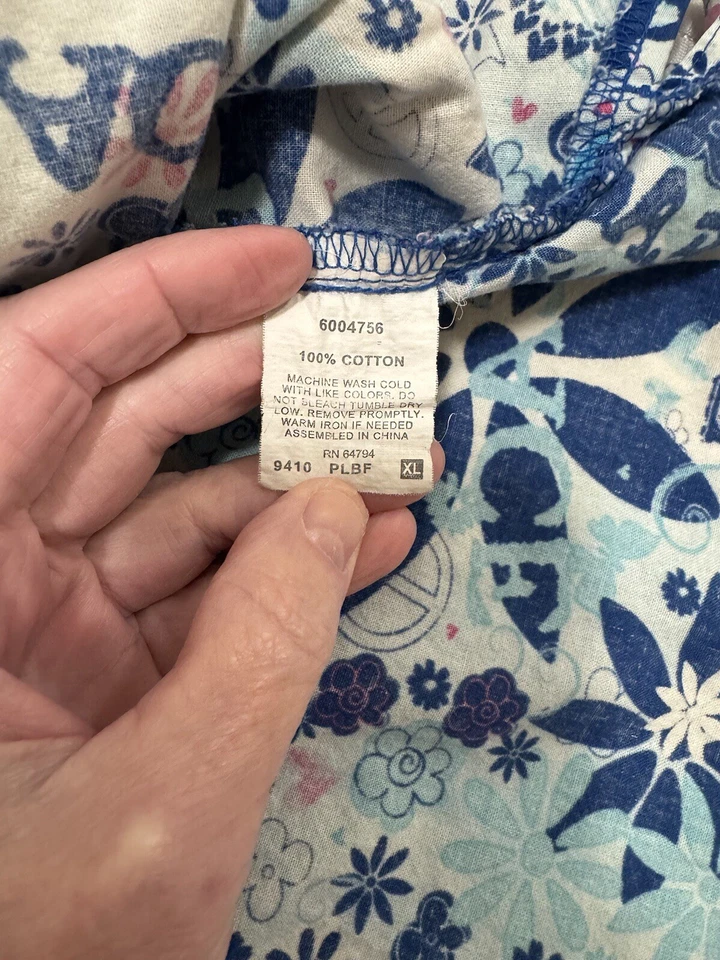 6004756
100% COTTON
MACHINE WASH COLD
WITH LIKE COLORS. DO
NOT BLEACH TUMBLE DRY
LOW. REMOVE PROMPTLY.
WARM IRON IF NEEDED
ASSEMBLED IN CHINA
RN 64794
9410 PLBF XL